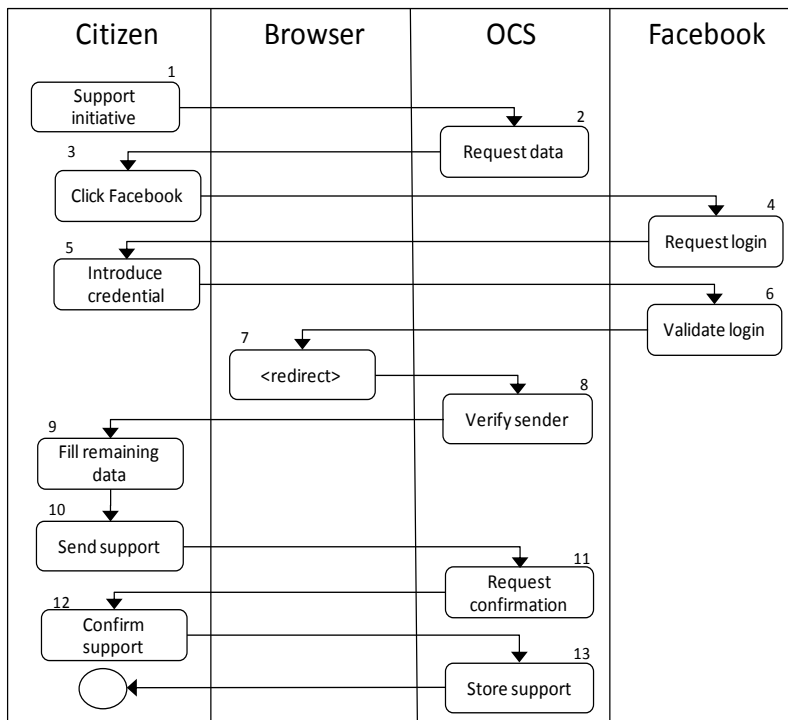 Citizen Browser OCS Facebook
1
Support
initiative
2
Request data
3
Click Facebook
4
Request login
5
Introduce
credential
6
Validate login
7
<redirect>
8
Verify sender
9
Fill remaining
data
10
Send support
11
Request
confirmation
12
Confirm
support
13
Store support